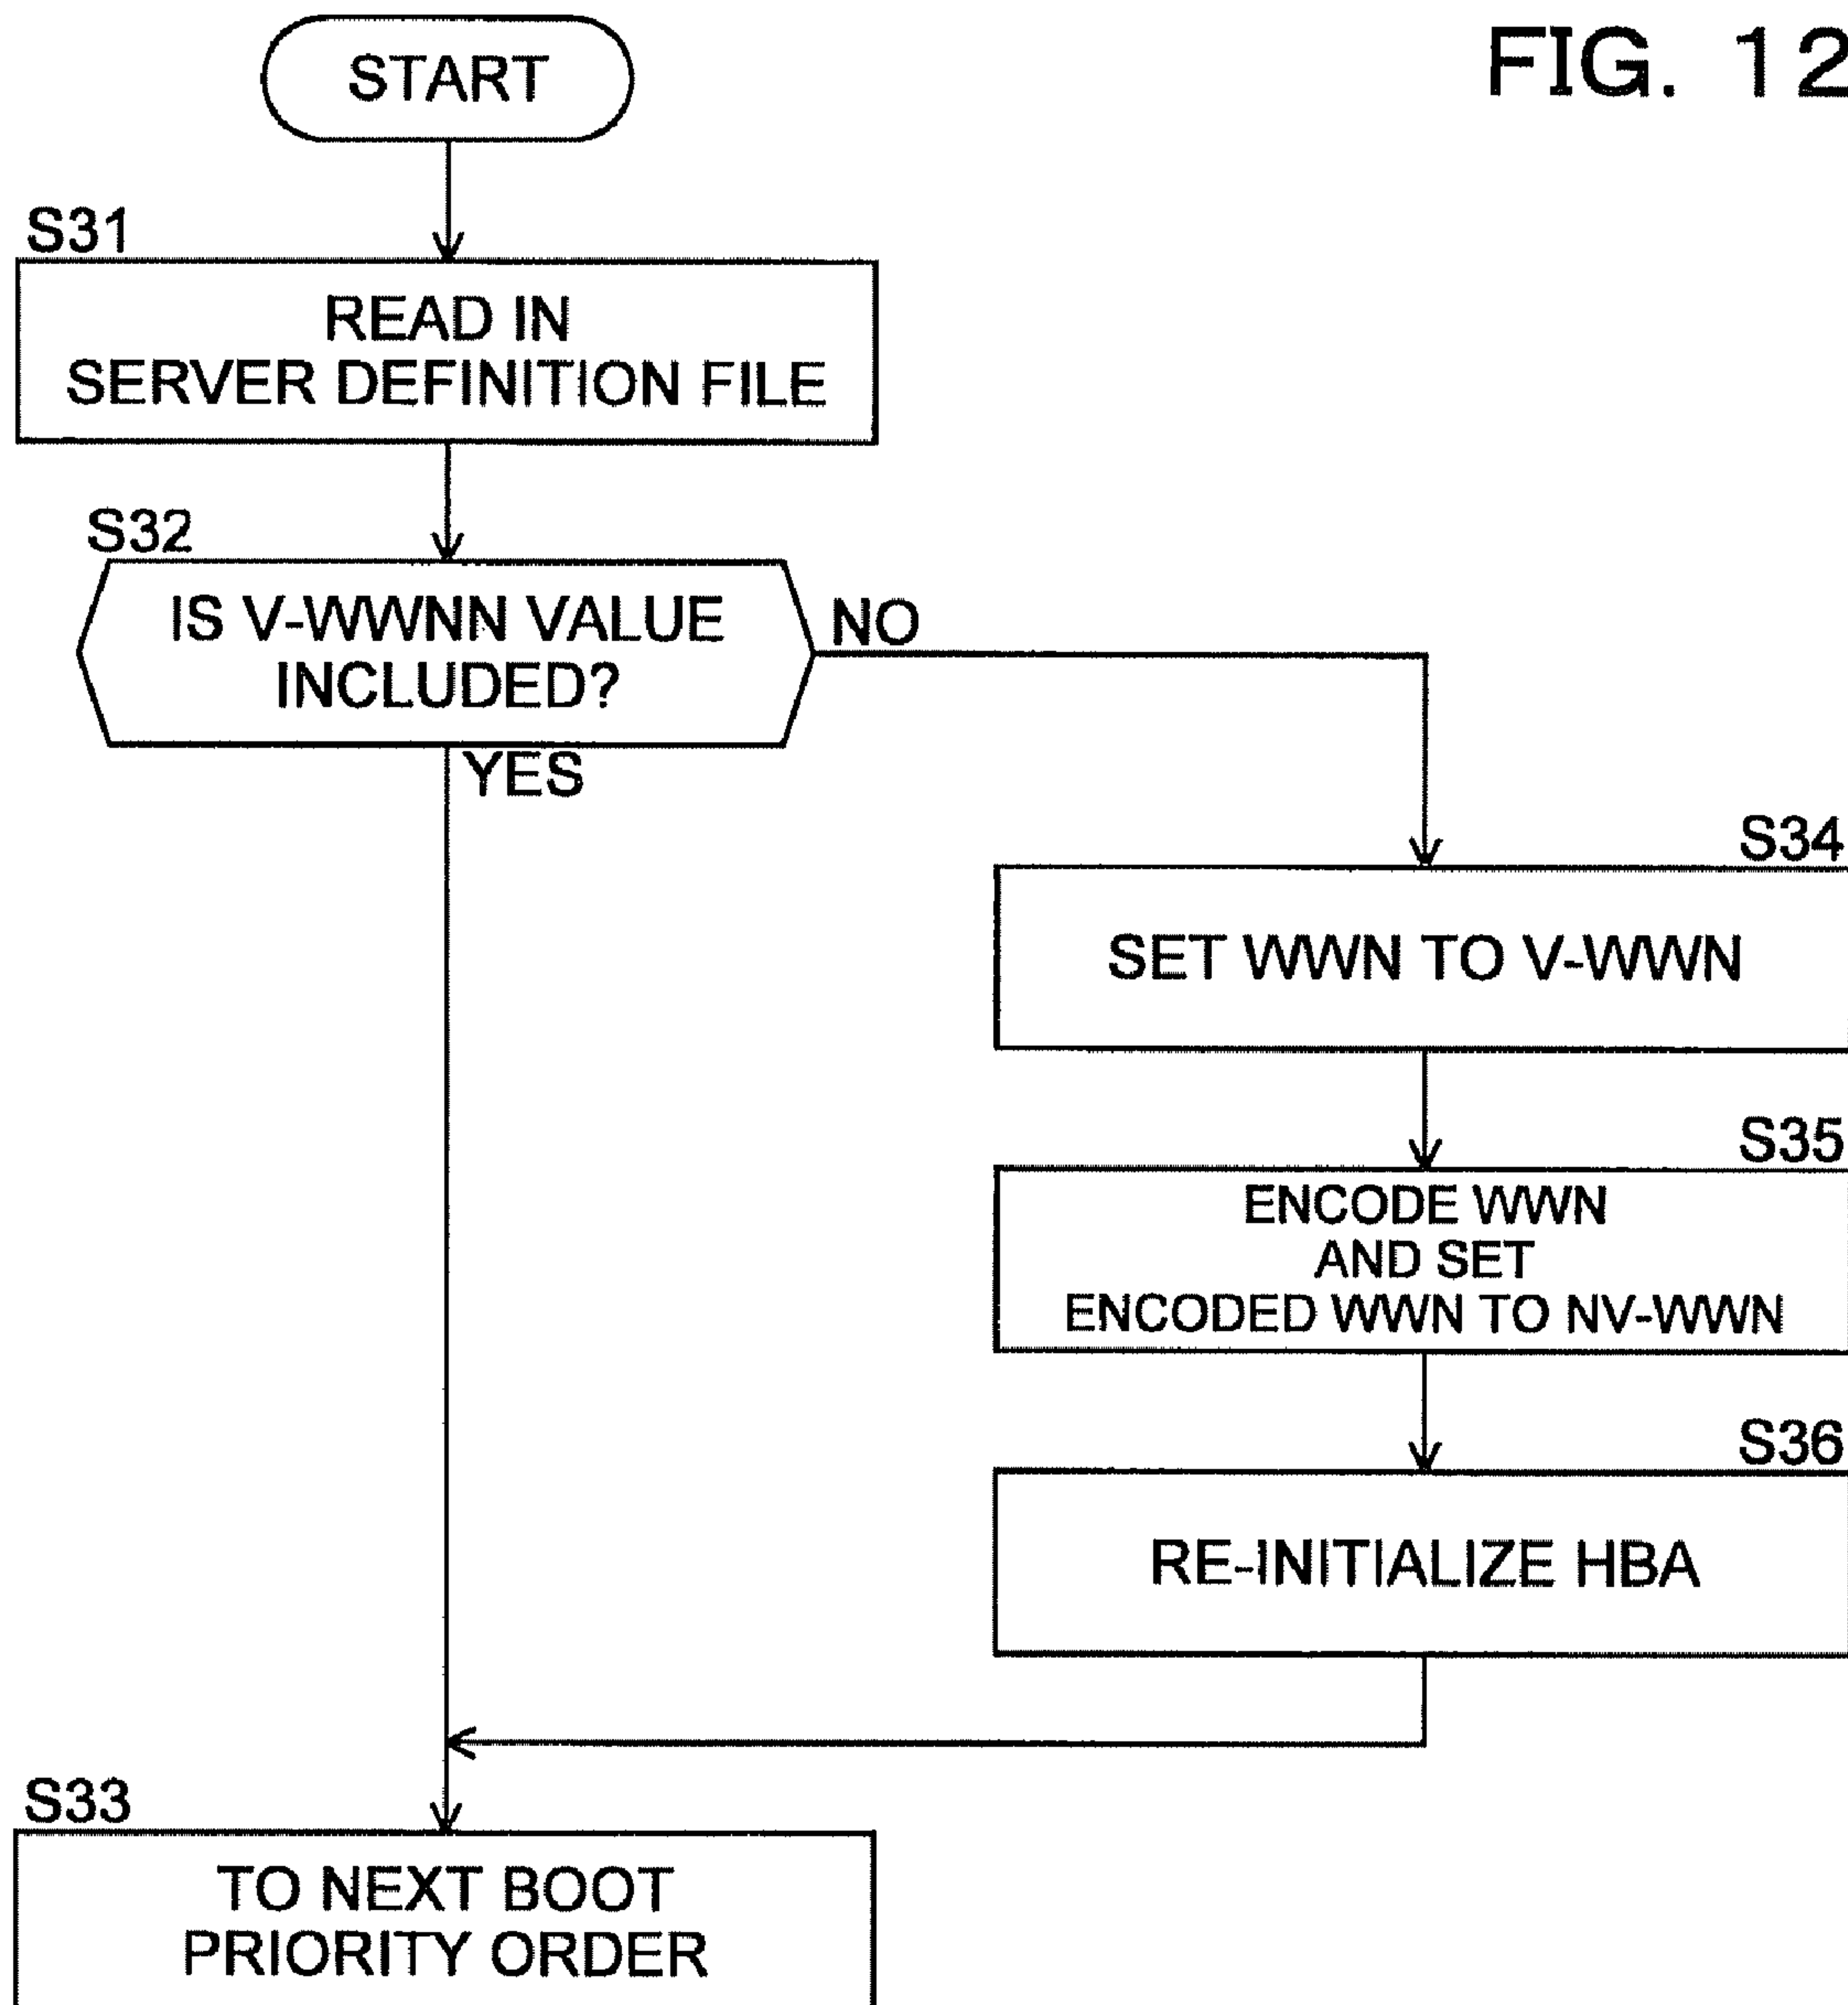 FIG. 12
START
S31
READ IN
SERVER DEFINITION FILE
S32
IS V-WWNN VALUE
INCLUDED?
NO
YES
S34
SET WWN TO V-WWN
S35
ENCODE WWN
AND SET
ENCODED WWN TO NV-WWN
S36
RE-INITIALIZE HBA
S33
TO NEXT BOOT
PRIORITY ORDER